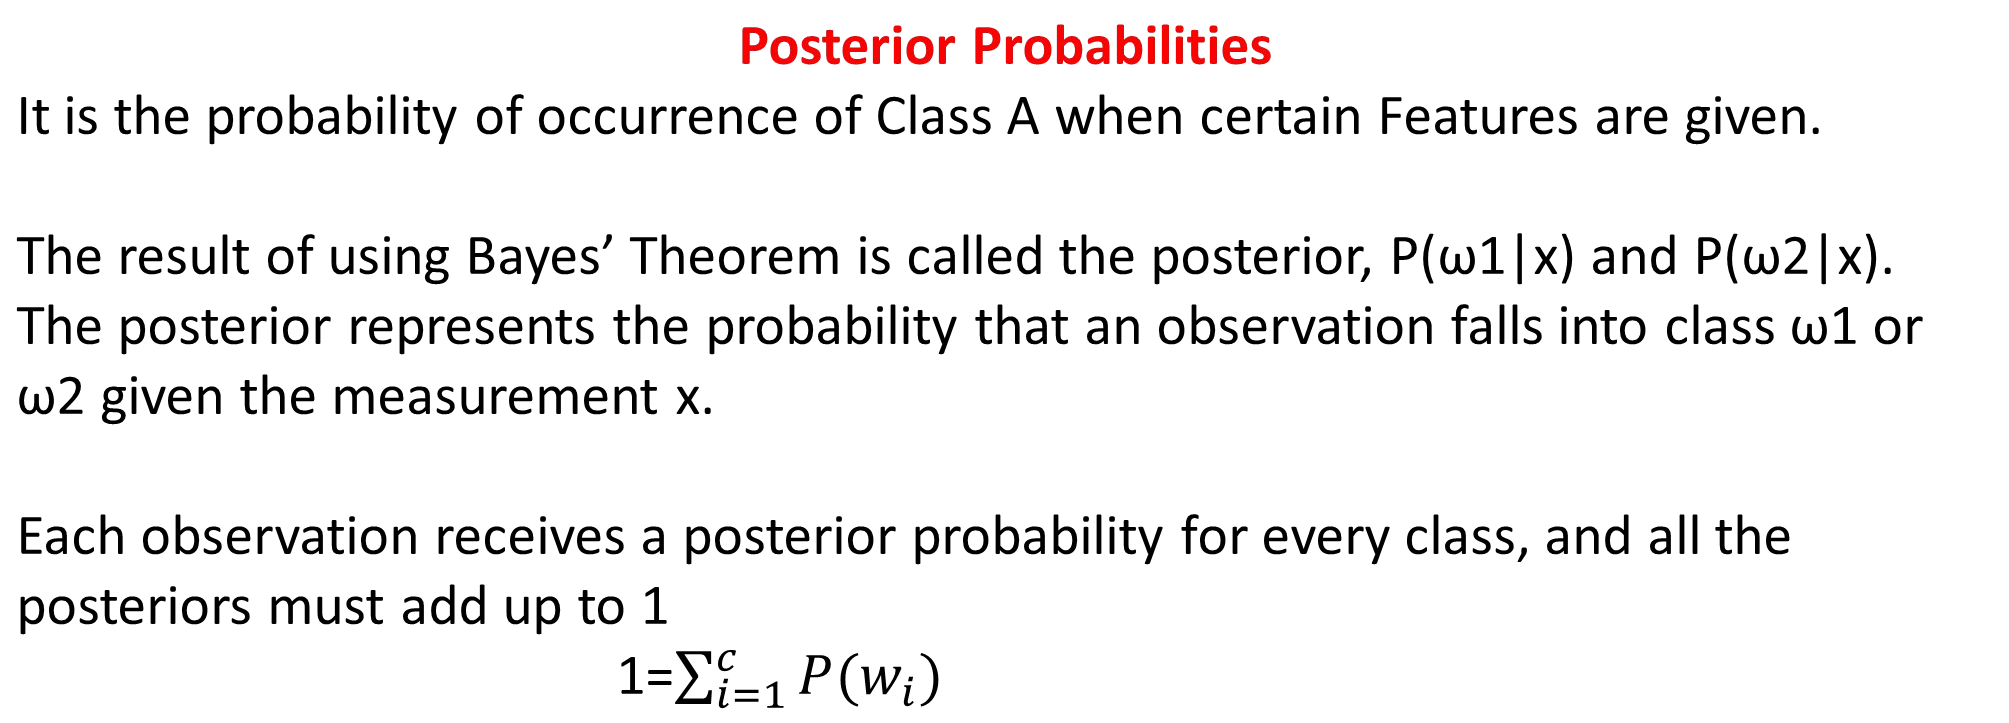 Posterior Probabilities
It is the probability of occurrence of Class A when certain Features are given.
The result of using Bayes’ Theorem is called the posterior, P(ω1|x) and P(ω2|x).
The posterior represents the probability that an observation falls into class ω1 or
ω2 given the measurement x.
Each observation receives a posterior probability for every class, and all the
posteriors must add up to 1
1=∑_{i=1}^{c} P(w_i)